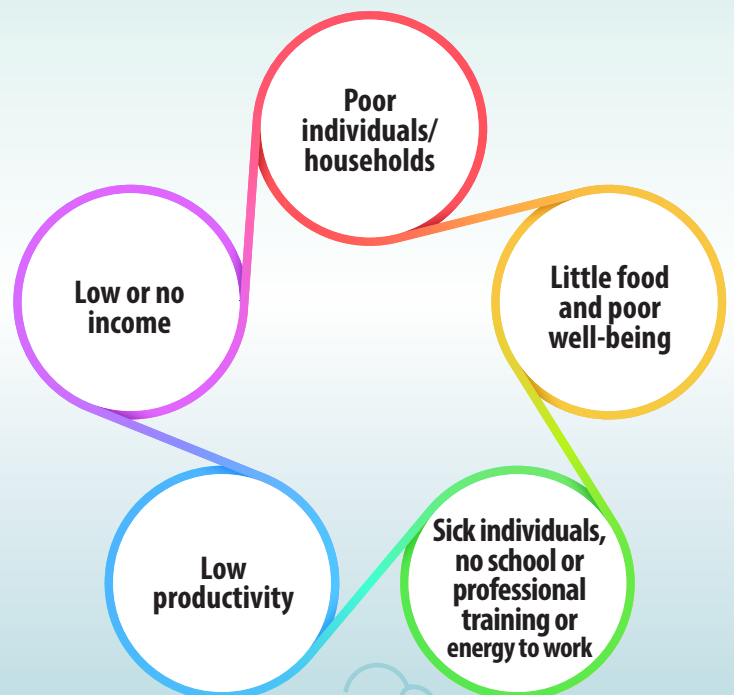 Poor
individuals/
households
Little food
and poor
well-being
Sick individuals,
no school or
professional
training or
energy to work
Low
productivity
Low or no
income